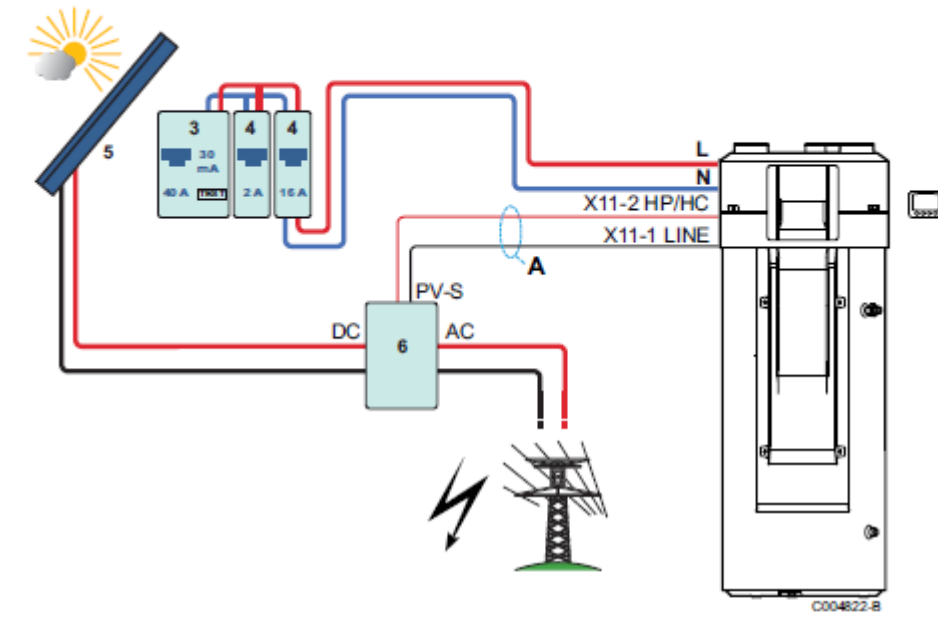 5
3
30
mA
40 A
4
2 A
4
16 A
L
N
X11-2 HP/HC
X11-1 LINE
A
PV-S
DC
6
AC
C004822-B